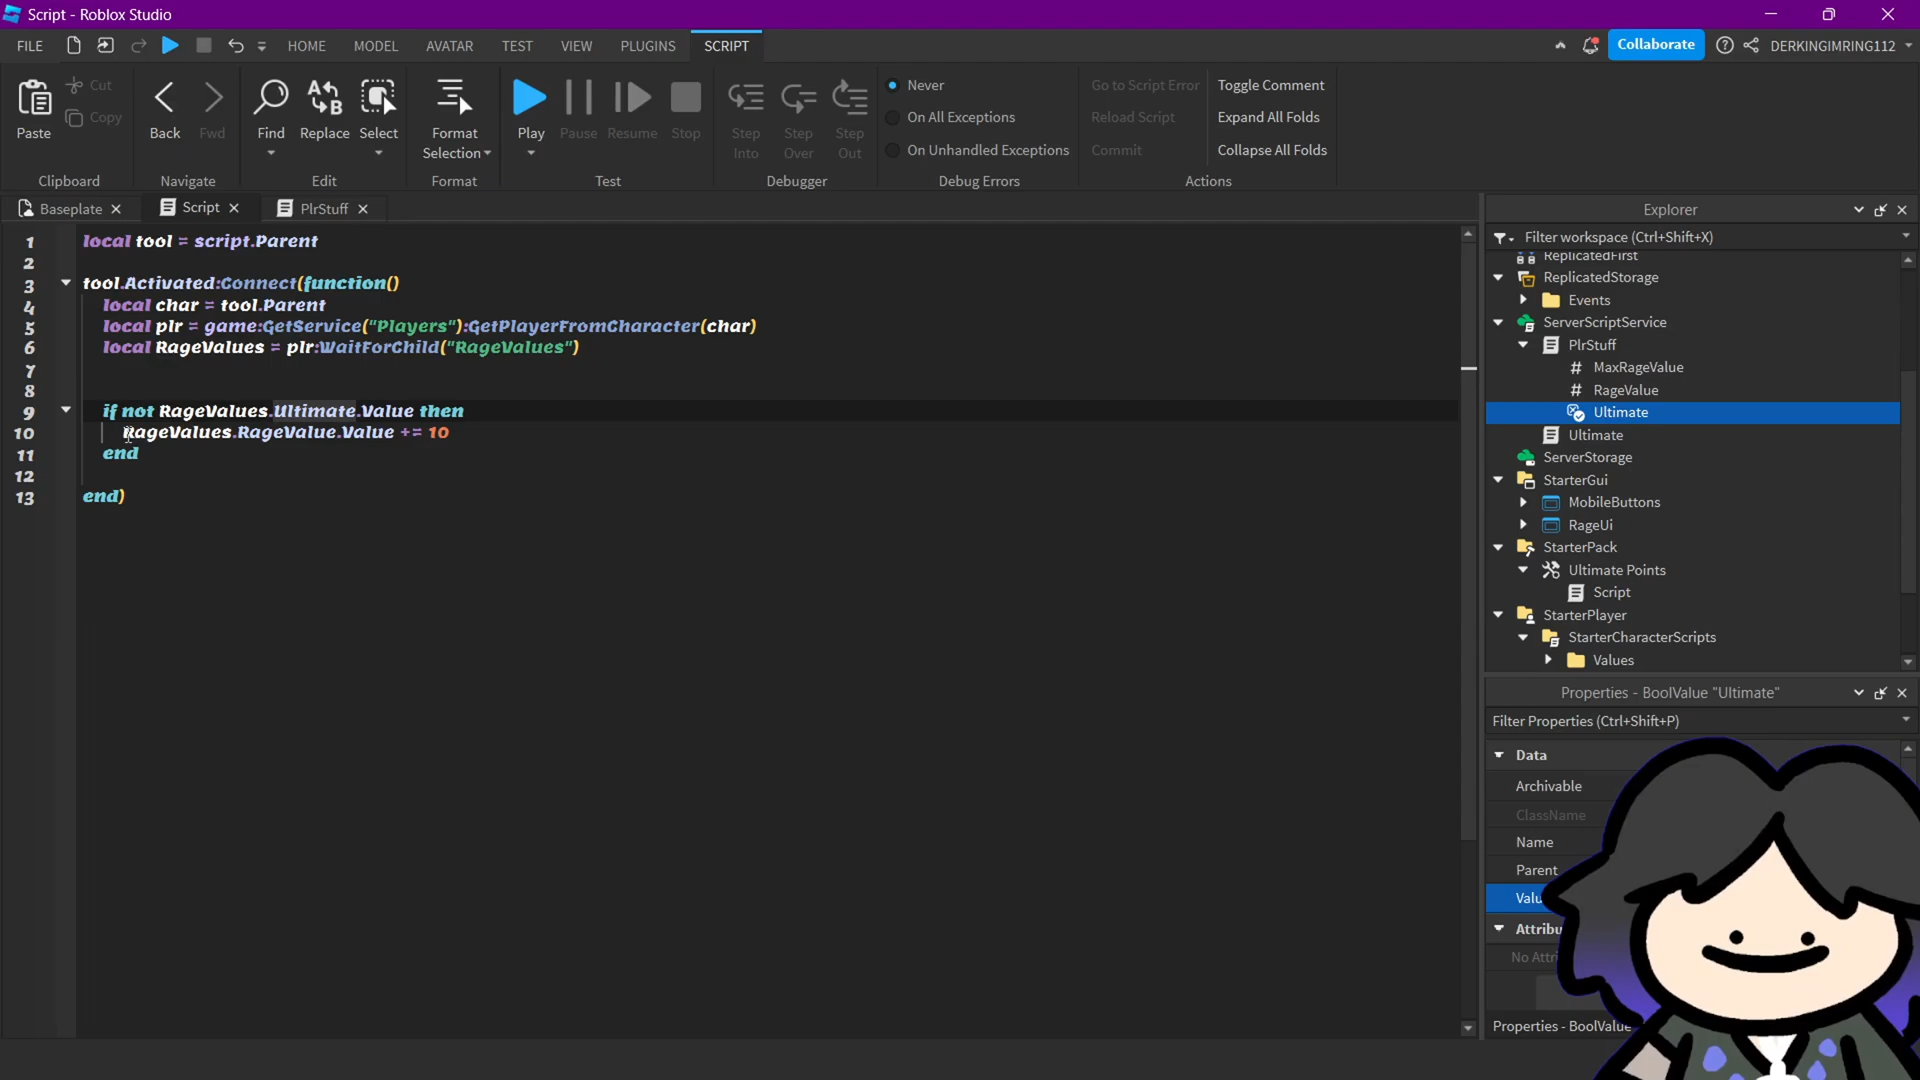 Script - Roblox Studio
FILE HOME MODEL AVATAR TEST VIEW PLUGINS SCRIPT Collaborate DERKINGIMRING112
Paste Cut Copy
Clipboard
Back Fwd
Navigate
Find Replace Select
Edit
Format Selection
Format
Play Pause Resume Stop
Test
Step Into Step Over Step Out
Debugger
Never
On All Exceptions
On Unhandled Exceptions
Debug Errors
Go to Script Error
Reload Script
Commit
Toggle Comment
Expand All Folds
Collapse All Folds
Actions
Baseplate Script PlrStuff
1 local tool = script.Parent
2
3 tool.Activated:Connect(function()
4 local char = tool.Parent
5 local plr = game:GetService("Players"):GetPlayerFromCharacter(char)
6 local RageValues = plr:WaitForChild("RageValues")
7
8
9 if not RageValues.Ultimate.Value then
10 RageValues.RageValue.Value += 10
11 end
12
13 end)
Explorer
Filter workspace (Ctrl+Shift+X)
ReplicatedFirst
ReplicatedStorage
Events
ServerScriptService
PlrStuff
# MaxRageValue
# RageValue
Ultimate
Ultimate
ServerStorage
StarterGui
MobileButtons
RageUi
StarterPack
Ultimate Points
Script
StarterPlayer
StarterCharacterScripts
Values
Properties - BoolValue "Ultimate"
Filter Properties (Ctrl+Shift+P)
Data
Archivable
ClassName
Name
Parent
Properties - BoolValue